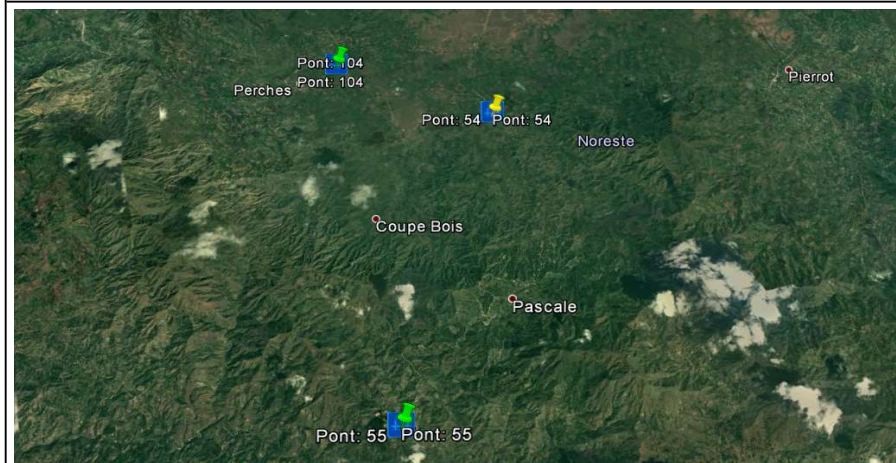 Pont: 104
Pont: 104
Perches
Pierrot
Pont: 54 Pont: 54
Noreste
Coupe Bois
Pascale
Pont: 55 Pont: 55